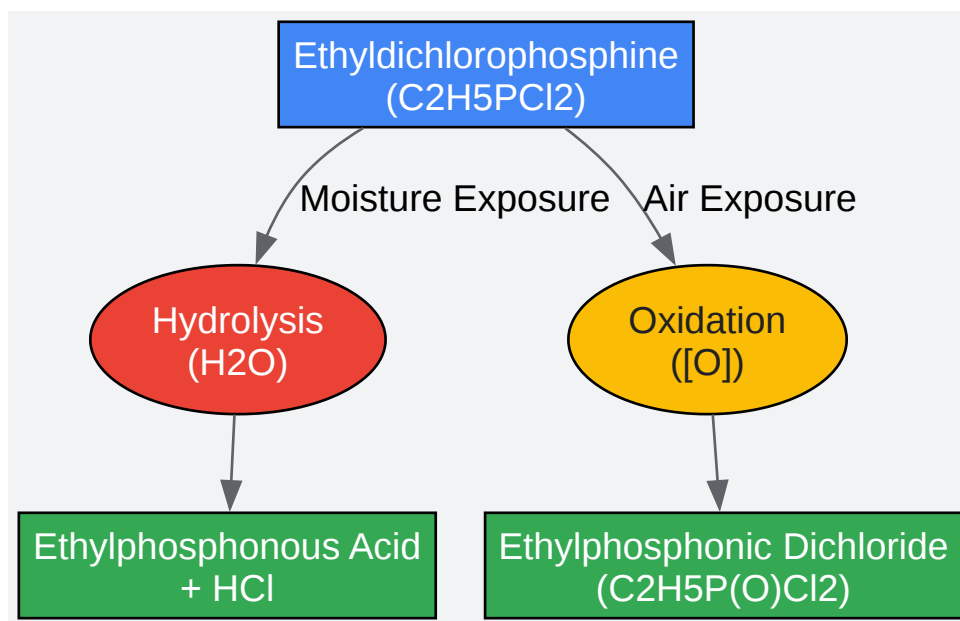 Ethyldichlorophosphine
(C2H5PCl2)
Moisture Exposure
Air Exposure
Hydrolysis
(H2O)
Oxidation
([O])
Ethylphosphonous Acid
+ HCl
Ethylphosphonic Dichloride
(C2H5P(O)Cl2)